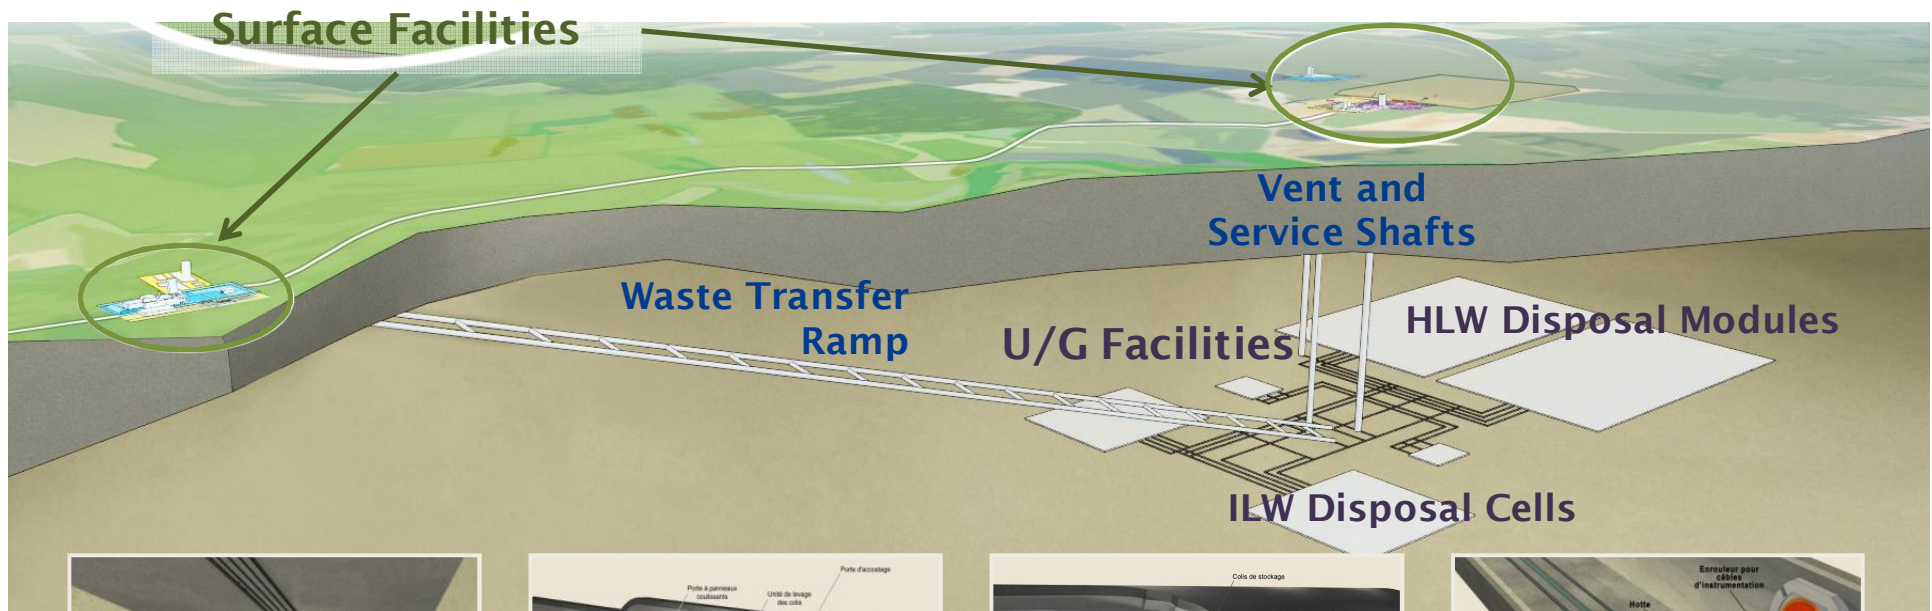 Surface Facilities
Vent and
Service Shafts
Waste Transfer
Ramp
U/G Facilities
HLW Disposal Modules
ILW Disposal Cells
Porte d'accostage
Porte à panneaux
coulissants
Unité de levage
des colis
Colis de stockage
Enrouleur pour
câbles
d'instrumentation
Hotte